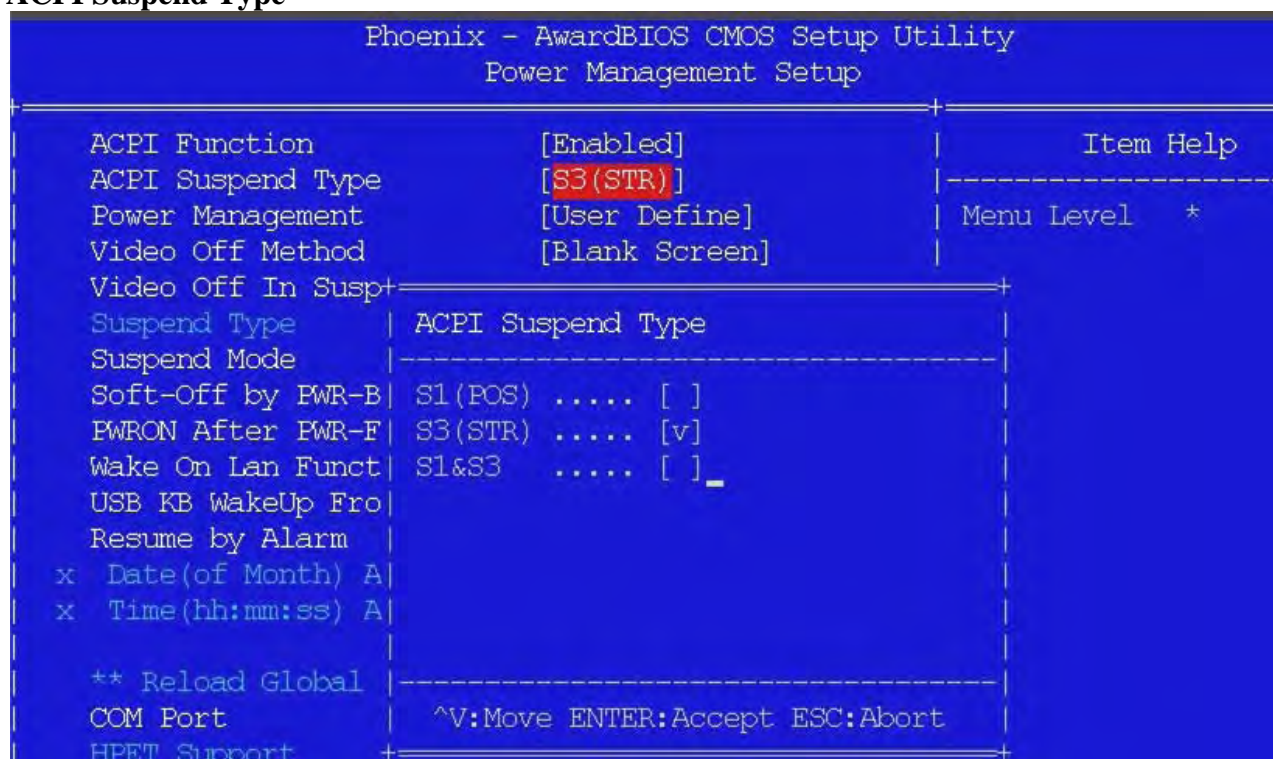 ACPI Suspend Type
Phoenix - AwardBIOS CMOS Setup Utility
Power Management Setup
ACPI Function [Enabled]
ACPI Suspend Type [S3(STR)]
Power Management [User Define]
Video Off Method [Blank Screen]
Video Off In Susp
Suspend Type
Suspend Mode
Soft-Off by PWR-B
PWRON After PWR-F
Wake On Lan Funct
USB KB WakeUp Fro
Resume by Alarm
x Date(of Month) A
x Time(hh:mm:ss) A
** Reload Global
COM Port
HPET Support
ACPI Suspend Type
S1(POS) ..... [ ]
S3(STR) ..... [v]
S1&S3 ..... [ ]_
^V:Move ENTER:Accept ESC:Abort
Item Help
Menu Level *